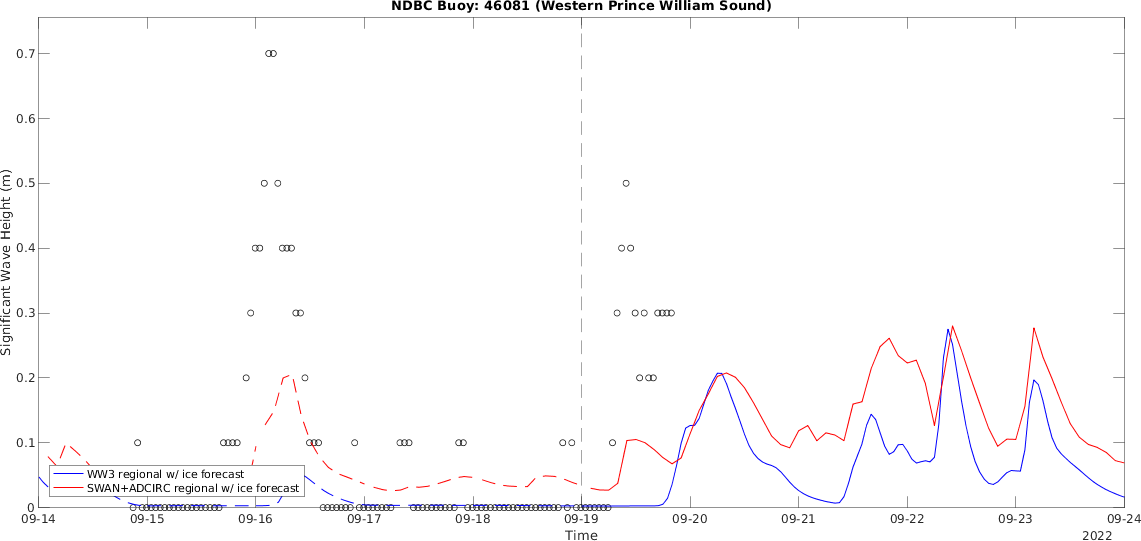 NDBC Buoy: 46081 (Western Prince William Sound)
Significant Wave Height (m)
0.7
0.6
0.5
0.4
0.3
0.2
0.1
0
WW3 regional w/ ice forecast
SWAN+ADCIRC regional w/ ice forecast
09-14 09-15 09-16 09-17 09-18 09-19 09-20 09-21 09-22 09-23 09-24
Time
2022